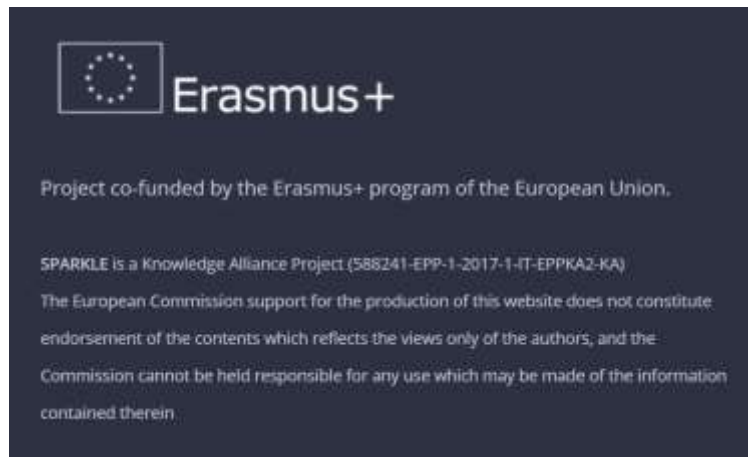 Erasmus+
Project co-funded by the Erasmus+ program of the European Union.
SPARKLE is a Knowledge Alliance Project (588241-EPP-1-2017-1-IT-EPPKA2-KA)
The European Commission support for the production of this website does not constitute
endorsement of the contents which reflects the views only of the authors, and the
Commission cannot be held responsible for any use which may be made of the information
contained therein